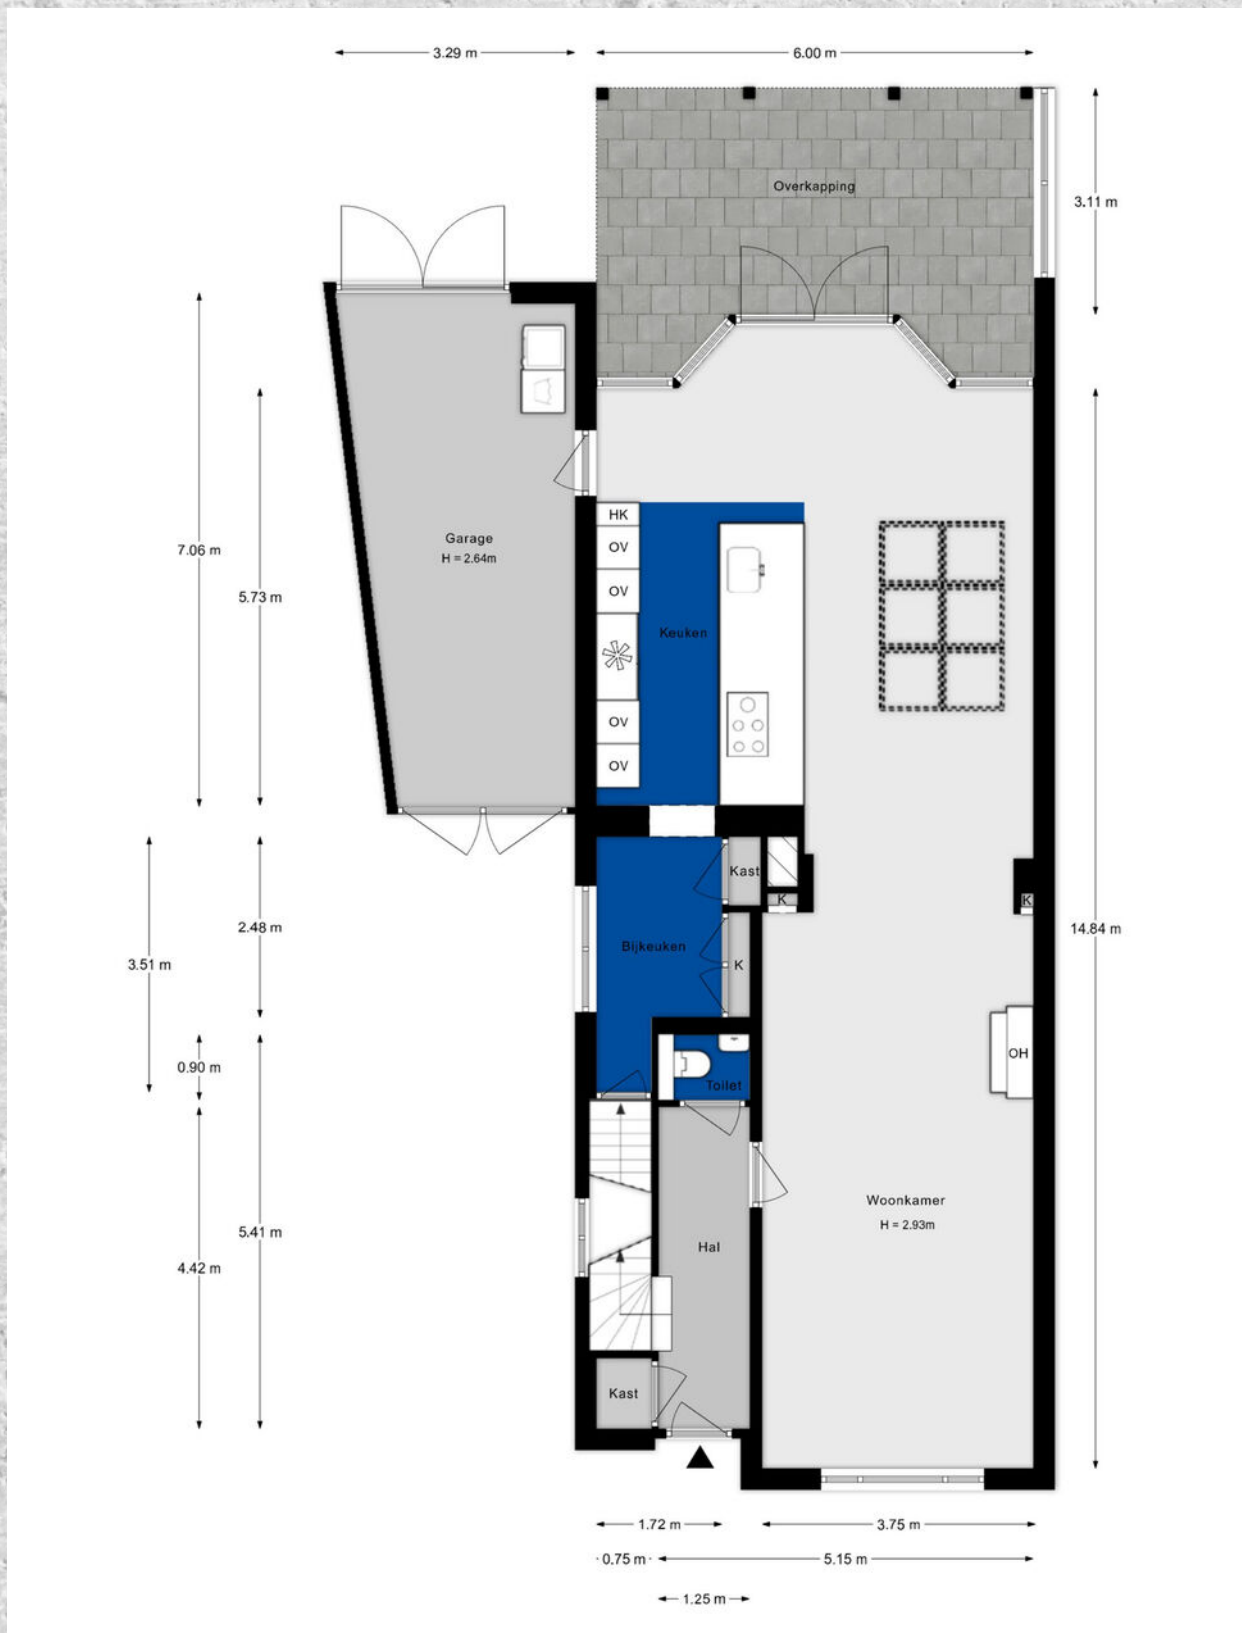 3.29 m
6.00 m
Overkapping
3.11 m
Garage
H = 2.64m
7.06 m
5.73 m
HK
OV
OV
Keuken
OV
OV
Kast
K
K
Bijkeuken
K
2.48 m
3.51 m
14.84 m
0.90 m
OH
Toilet
Woonkamer
H = 2.93m
Hal
5.41 m
4.42 m
Kast
1.72 m
3.75 m
0.75 m
5.15 m
1.25 m